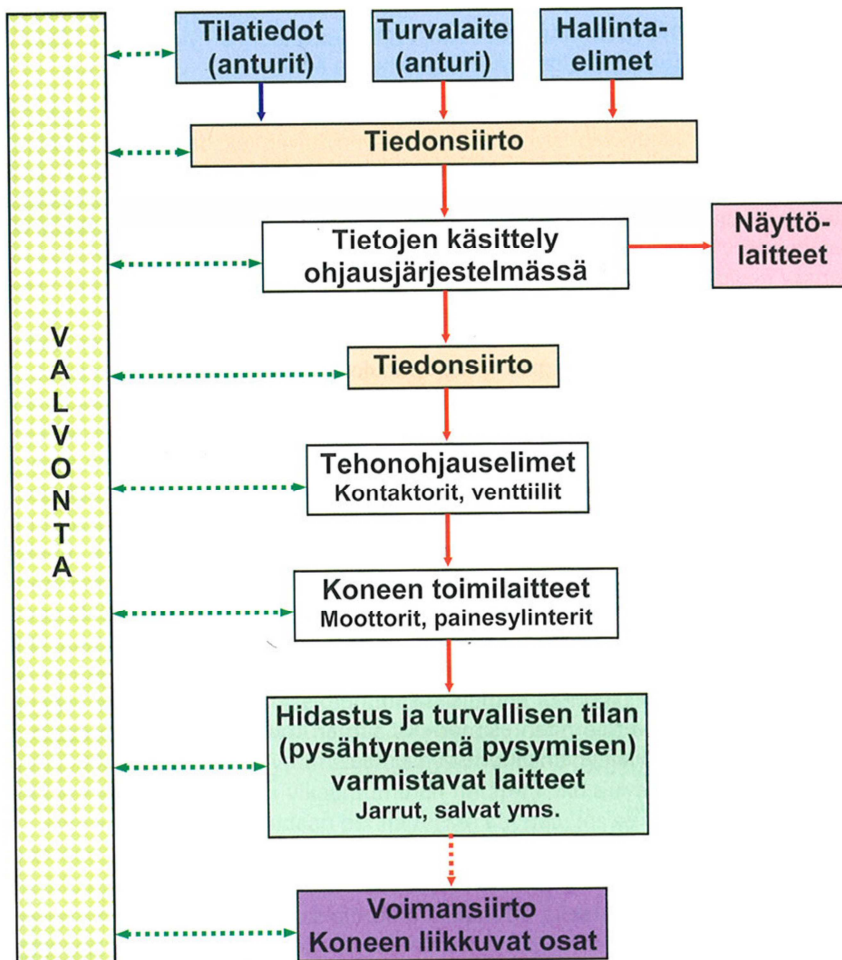 Tilatiedot
(anturit)
Turvalaite
(anturi)
Hallinta-
elimet
Tiedonsiirto
Tietojen käsittely
ohjausjärjestelmässä
Näyttö-
laitteet
Tiedonsiirto
VALVONTA
Tehonohjauselimet
Kontaktorit, venttiilit
Koneen toimilaitteet
Moottorit, painesylinterit
Hidastus ja turvallisen tilan
(pysähtyneenä pysymisen)
varmistavat laitteet
Jarrut, salvat yms.
Voimansiirto
Koneen liikkuvat osat